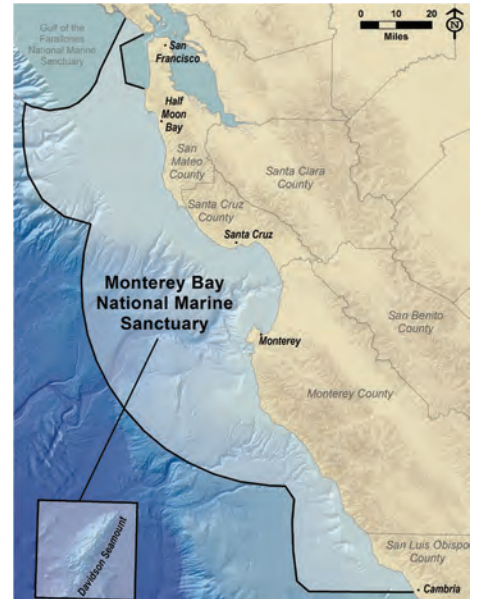 Gulf of the
Farallones
National Marine
Sanctuary
0 10 20
Miles
N
San
Francisco
Half
Moon
Bay
San
Mateo
County
Santa Clara
County
Santa Cruz
County
Santa Cruz
Monterey Bay
National Marine
Sanctuary
San Benito
County
Monterey
Monterey County
Davidson Seamount
San Luis Obispo
County
Cambria